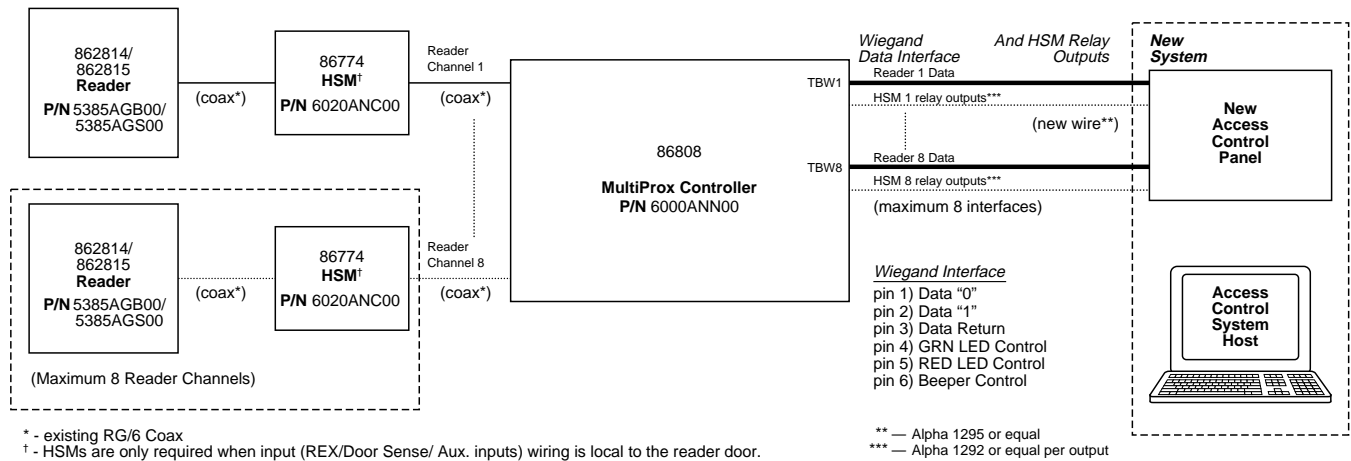 862814/
862815
Reader
P/N 5385AGB00/
5385AGS00
(coax*)
86774
HSM†
P/N 6020ANC00
Reader
Channel 1
(coax*)
86808
MultiProx Controller
P/N 6000ANN00
TBW1
TBW8
Wiegand
Data Interface
And HSM Relay
Outputs
Reader 1 Data
HSM 1 relay outputs***
(new wire**)
Reader 8 Data
HSM 8 relay outputs***
(maximum 8 interfaces)
New
System
New
Access
Control
Panel
862814/
862815
Reader
P/N 5385AGB00/
5385AGS00
(coax*)
86774
HSM†
P/N 6020ANC00
Reader
Channel 8
(coax*)
(Maximum 8 Reader Channels)
Wiegand Interface
pin 1) Data “0”
pin 2) Data “1”
pin 3) Data Return
pin 4) GRN LED Control
pin 5) RED LED Control
pin 6) Beeper Control
Access
Control
System
Host
* - existing RG/6 Coax
† - HSMs are only required when input (REX/Door Sense/ Aux. inputs) wiring is local to the reader door.
** — Alpha 1295 or equal
*** — Alpha 1292 or equal per output